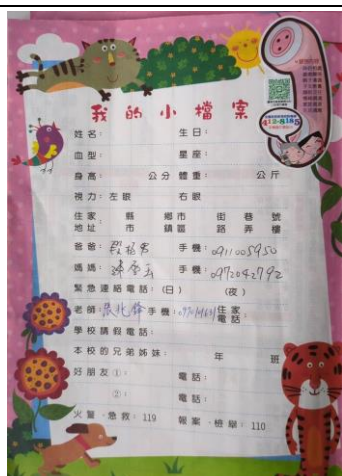 我的小檔案
412-8185
姓名： 生日：
血型： 星座：
身高： 公分 體重： 公斤
視力：左眼 右眼
住家地址 縣市 鄉鎮市區 街路 巷弄 號樓
爸爸： 手機：0911005950
媽媽： 手機：0972042792
緊急連絡電話：（日） （夜）
老師： 手機： 住家電話：
學校請假電話：
本校的兄弟姊妹： 年 班
好朋友①： 電話：
②： 電話：
火警、急救：119 報案、檢舉：110